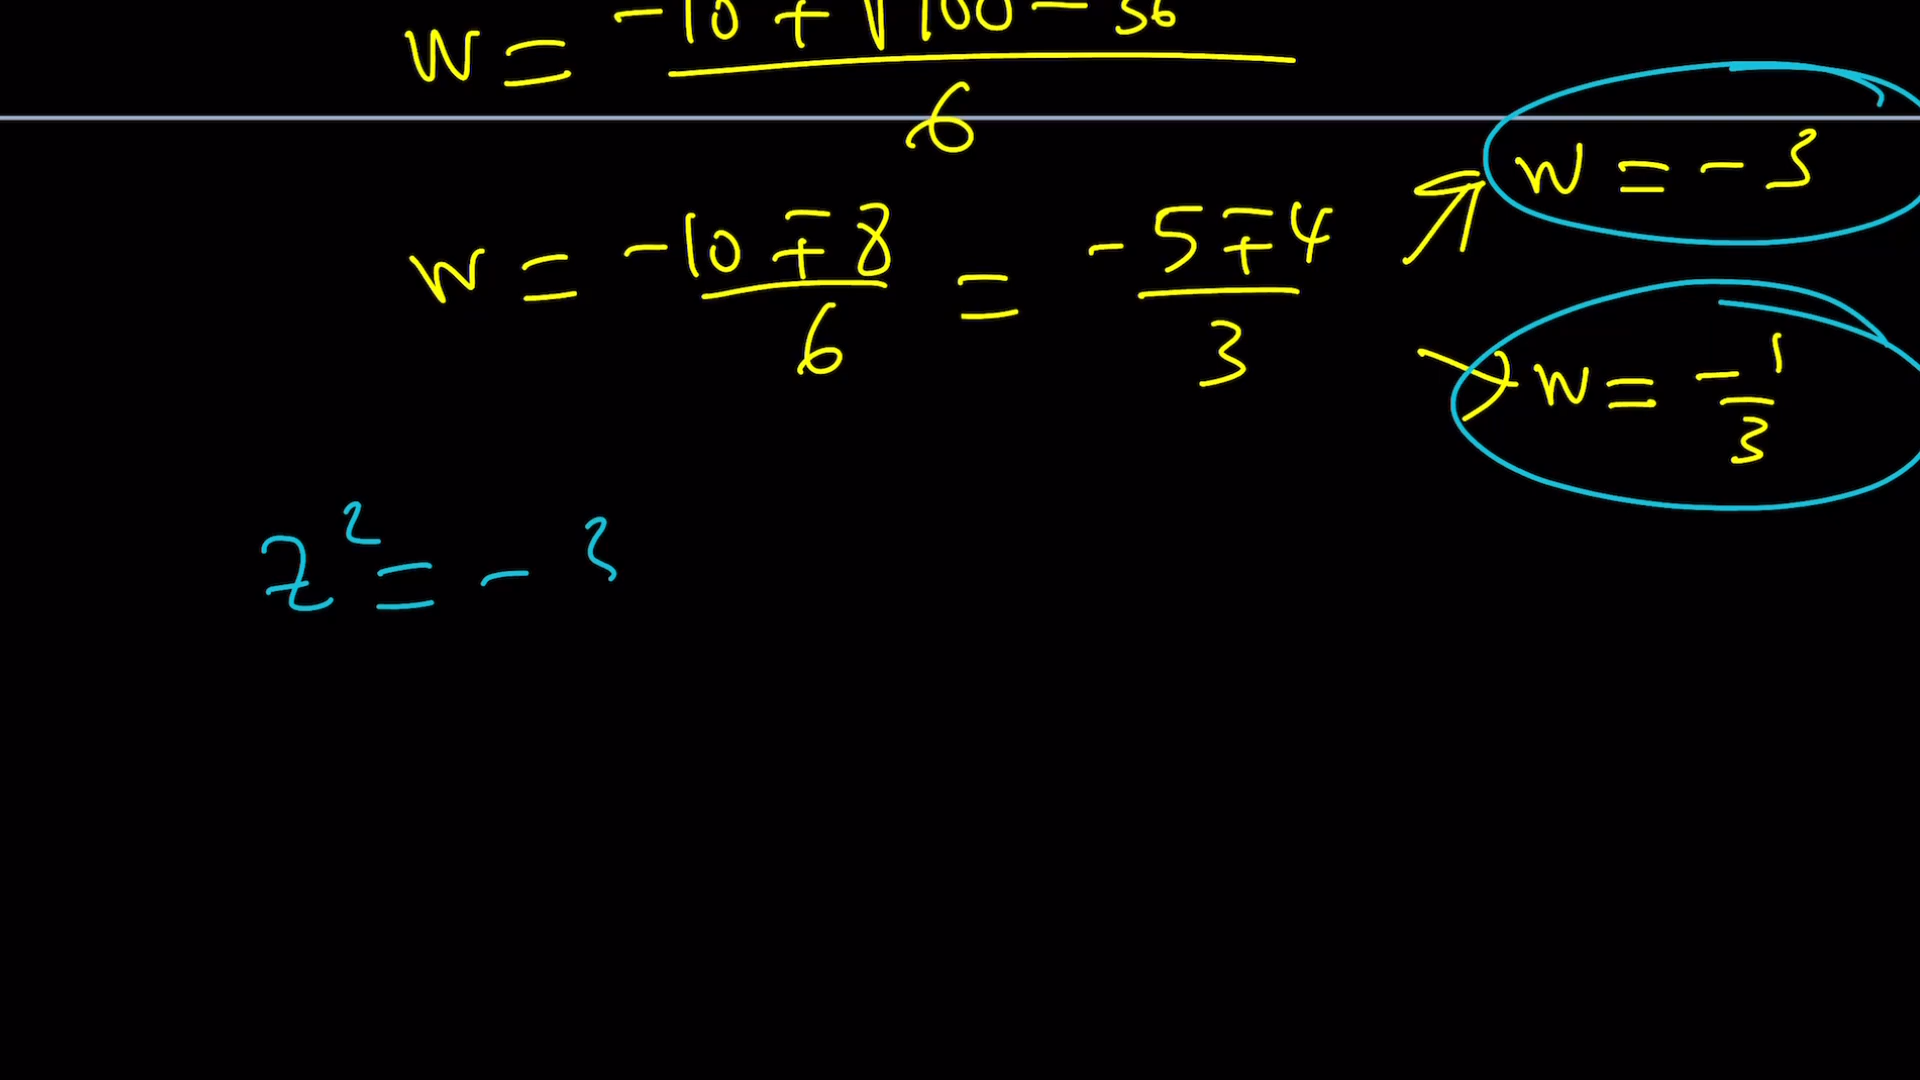 w = (-10 ∓ √100 - 36) / 6
w = (-10 ∓ 8) / 6 = (-5 ∓ 4) / 3
w = -3
w = -1/3
z² = -3